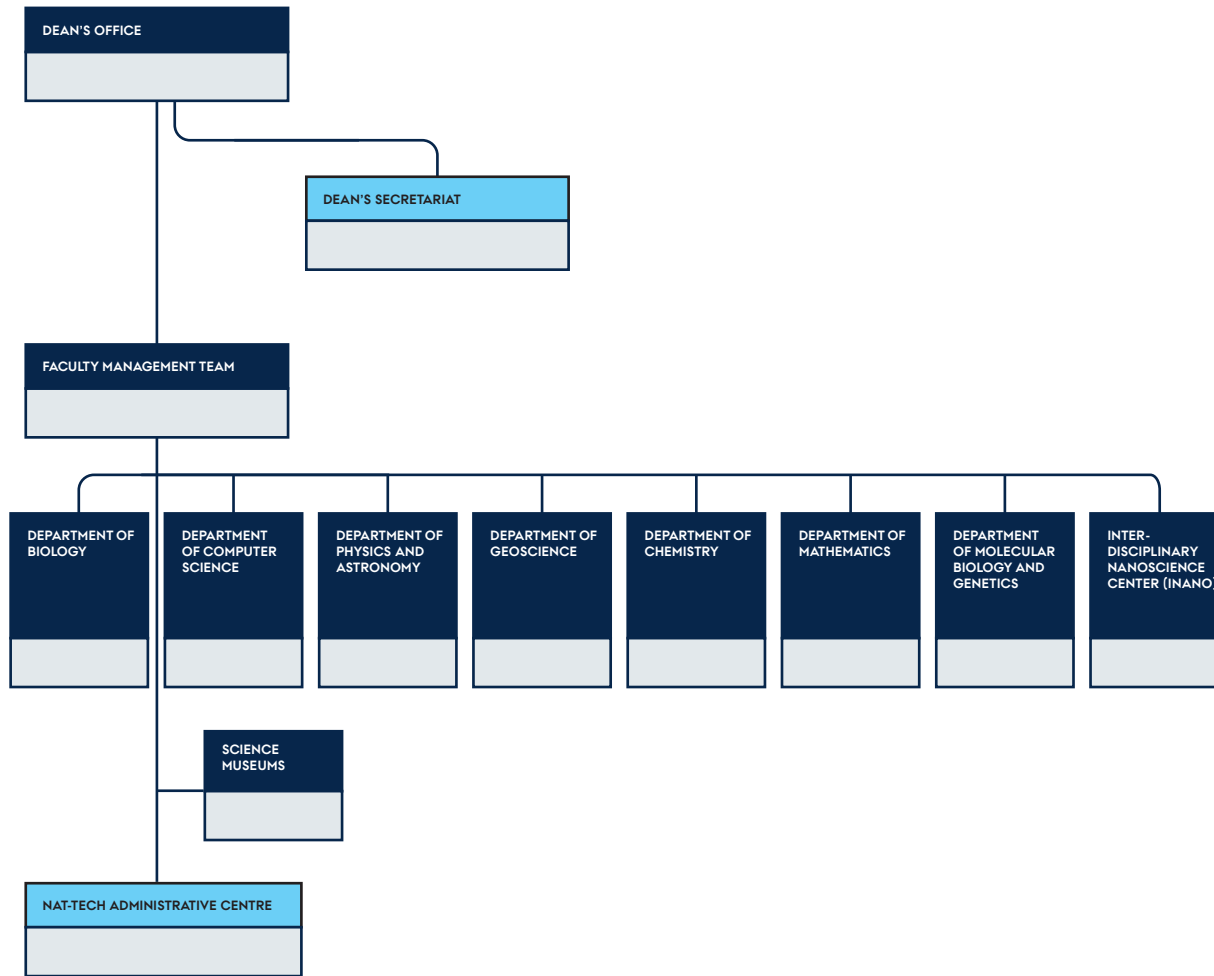 DEAN'S OFFICE
DEAN'S SECRETARIAT
FACULTY MANAGEMENT TEAM
DEPARTMENT OF
BIOLOGY
DEPARTMENT
OF COMPUTER
SCIENCE
DEPARTMENT OF
PHYSICS AND
ASTRONOMY
DEPARTMENT OF
GEOSCIENCE
DEPARTMENT OF
CHEMISTRY
DEPARTMENT OF
MATHEMATICS
DEPARTMENT
OF MOLECULAR
BIOLOGY AND
GENETICS
INTER-
DISCIPLINARY
NANOSCIENCE
CENTER (INANO)
SCIENCE
MUSEUMS
NAT-TECH ADMINISTRATIVE CENTRE